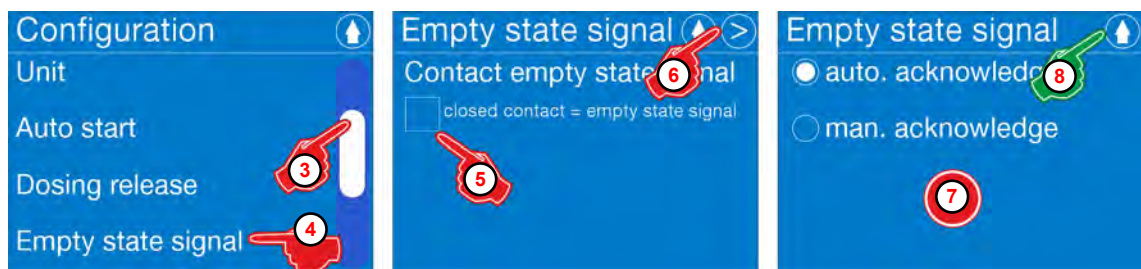 Configuration
Unit
Auto start
3
Dosing release
4
Empty state signal
Empty state signal >
6
Contact empty state signal
closed contact = empty state signal
5
Empty state signal
8
auto. acknowledge
man. acknowledge
7